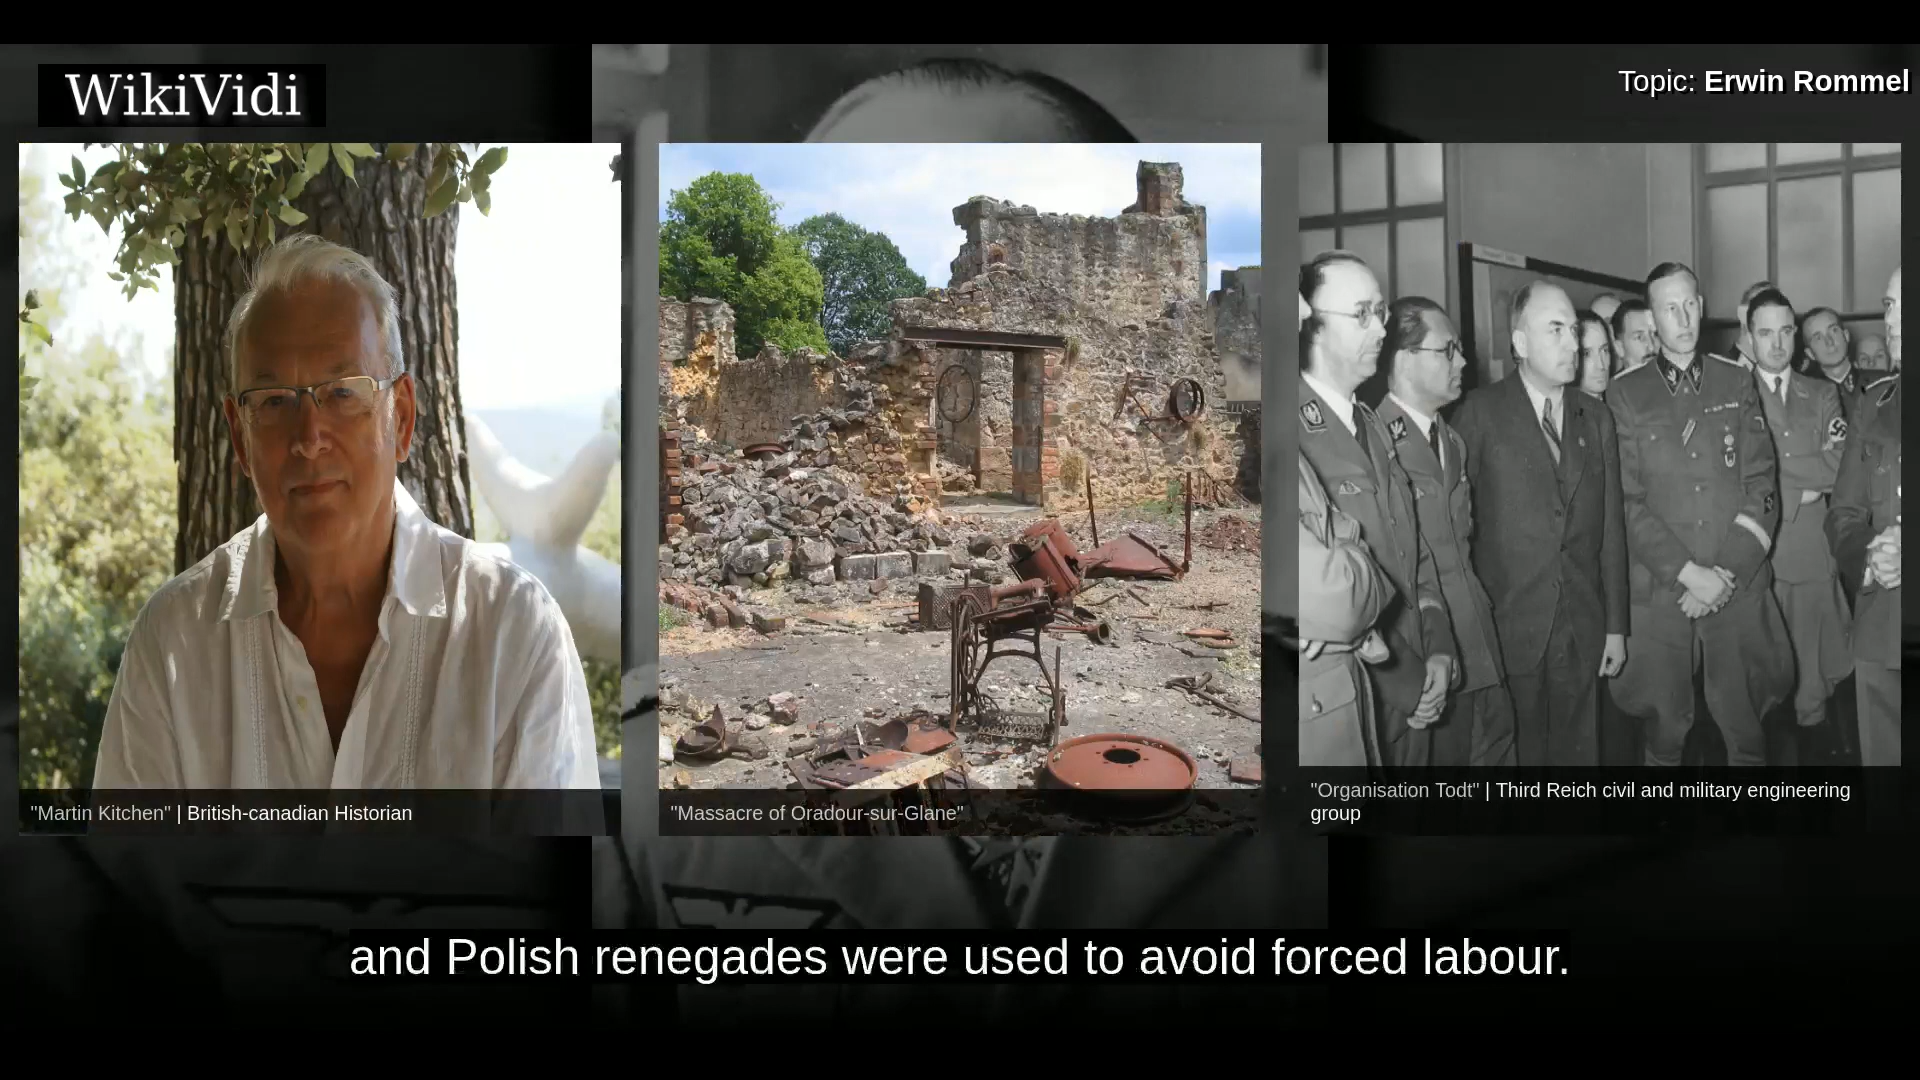 WikiVidi
Topic: Erwin Rommel
"Martin Kitchen" | British-canadian Historian
"Massacre of Oradour-sur-Glane"
"Organisation Todt" | Third Reich civil and military engineering
group
and Polish renegades were used to avoid forced labour.